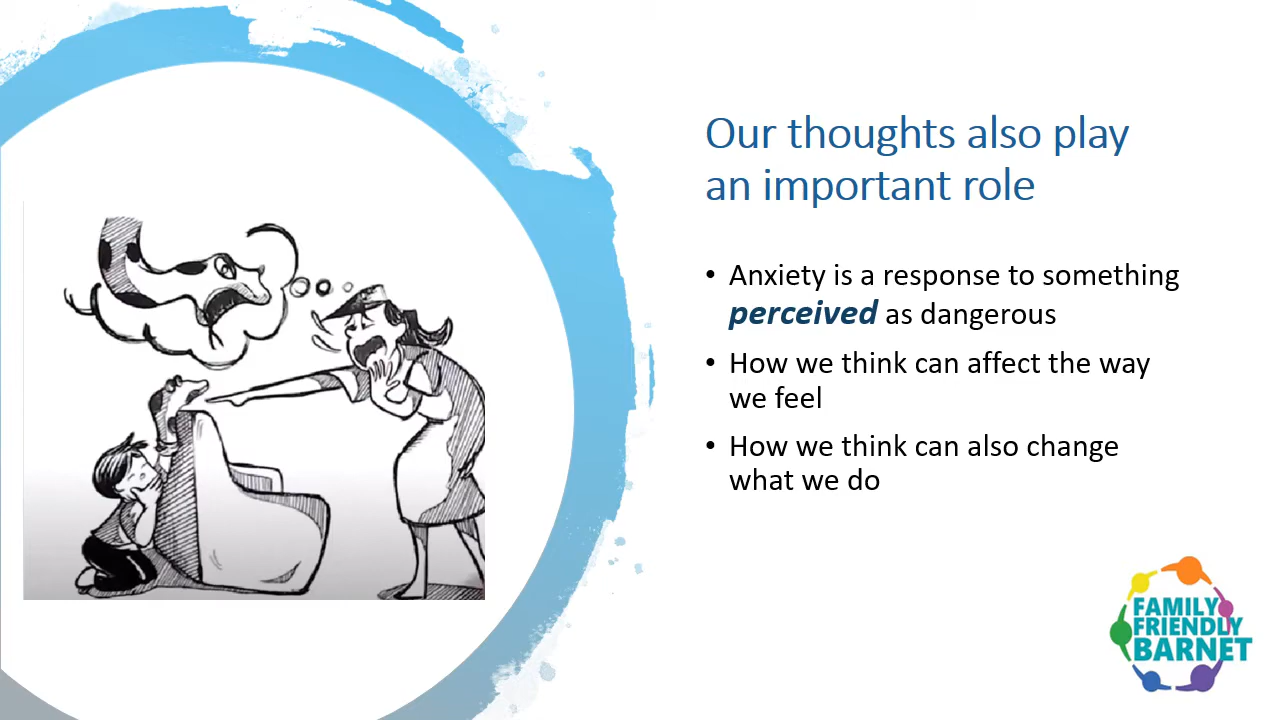 Our thoughts also play
an important role
• Anxiety is a response to something
perceived as dangerous
• How we think can affect the way
we feel
• How we think can also change
what we do
FAMILY
FRIENDLY
BARNET